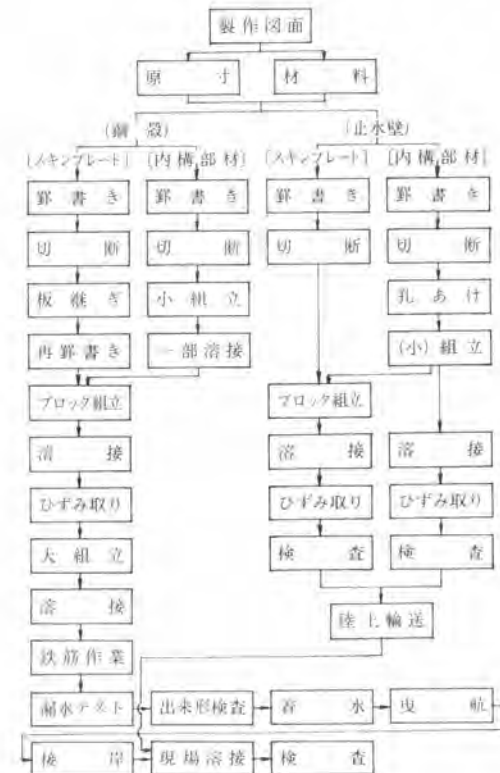 製作図面
原寸 材料
(鋼殻) (止水壁)
[スキンプレート] [内構部材] [スキンプレート] [内構部材]
罫書き 罫書き 罫書き 罫書き
切断 切断 切断 切断
板継ぎ 小組立 孔あけ
再罫書き 一部溶接 (小)組立
ブロック組立 ブロック組立
溶接 溶接 溶接
ひずみ取り ひずみ取り ひずみ取り
大組立 検査 検査
溶接 陸上輸送
鉄筋作業
漏水テスト 出来形検査 着水 曳航
接岸 現場溶接 検査